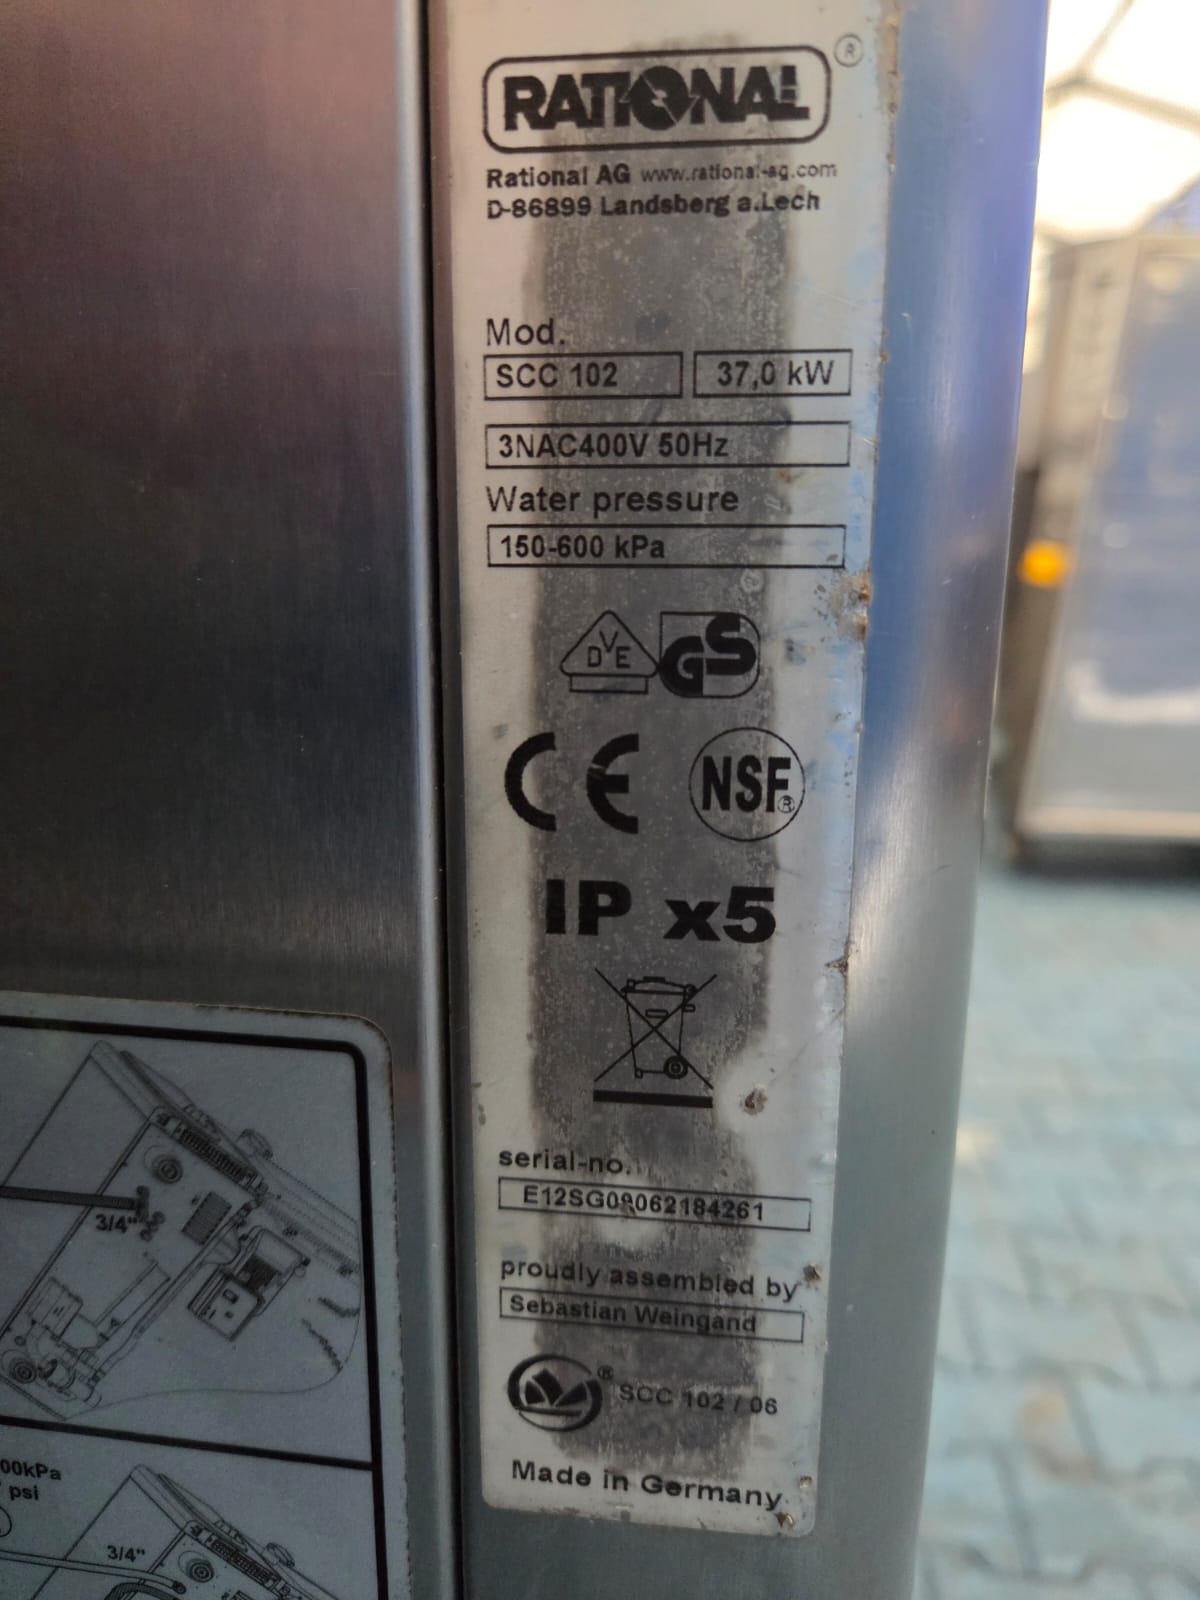 RATIONAL ®
Rational AG www.rational-ag.com
D-86899 Landsberg a.Lech
Mod.
SCC 102 37,0 kW
3NAC400V 50Hz
Water pressure
150-600 kPa
DVE GS
CE NSF®
IP x5
serial-no.
proudly assembled by
Sebastian Weingand
® SCC 102 / 06
Made in Germany
3/4"
00kPa
psi
3/4"